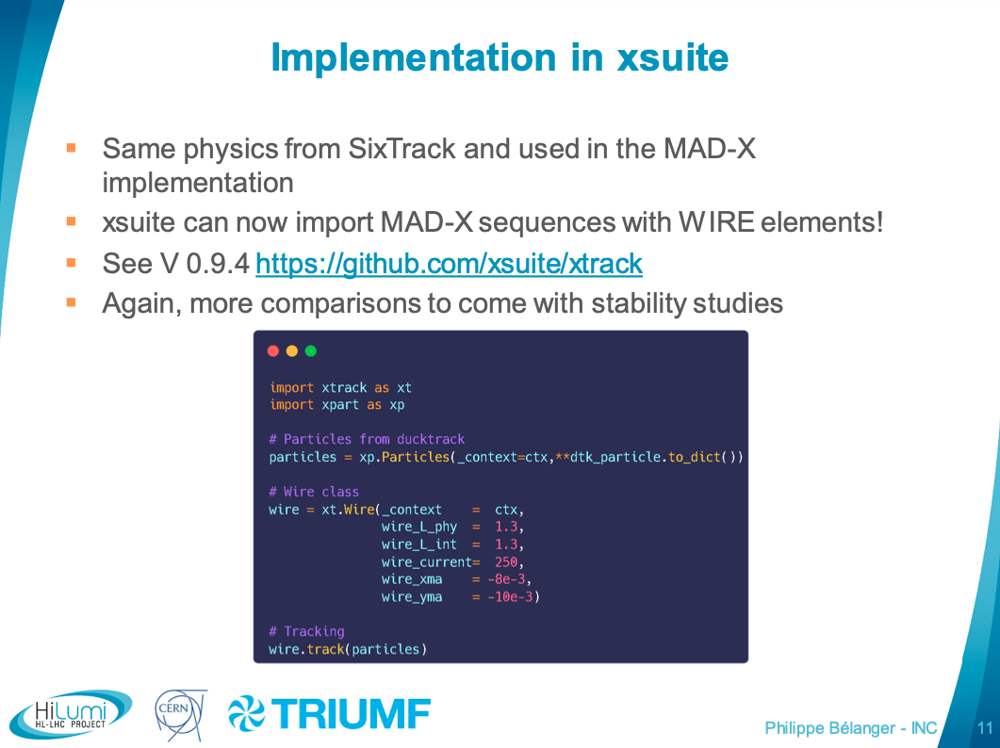 Implementation in xsuite
Same physics from SixTrack and used in the MAD-X
implementation
xsuite can now import MAD-X sequences with WIRE elements!
See V 0.9.4 https://github.com/xsuite/xtrack
Again, more comparisons to come with stability studies
import xtrack as xt
import xpart as xp
# Particles from ducktrack
particles = xp.Particles(_context=ctx,**dtk_particle.to_dict())
# Wire class
wire = xt.Wire(_context    =  ctx,
               wire_L_phy  =  1.3,
               wire_L_int  =  1.3,
               wire_current=  250,
               wire_xma    = -8e-3,
               wire_yma    = -10e-3)
# Tracking
wire.track(particles)
HiLumi
HL-LHC PROJECT
CERN
TRIUMF
Philippe Bélanger - INC
11